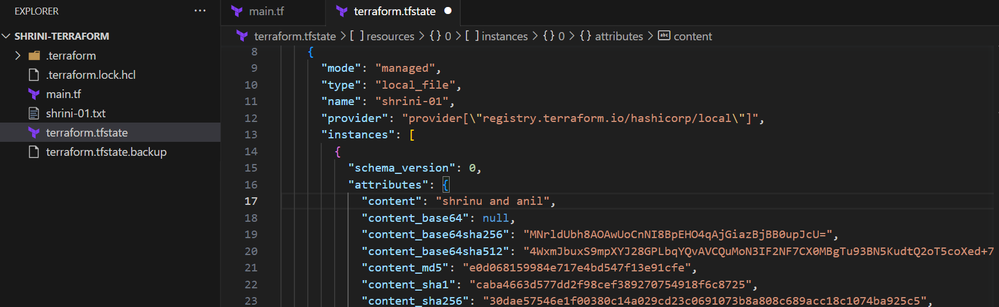 EXPLORER
SHRINI-TERRAFORM
.terraform
.terraform.lock.hcl
main.tf
shrini-01.txt
terraform.tfstate
terraform.tfstate.backup
main.tf
terraform.tfstate
terraform.tfstate > [ ] resources > {} 0 > [ ] instances > {} 0 > {} attributes > abc content
8 {
9 "mode": "managed",
10 "type": "local_file",
11 "name": "shrini-01",
12 "provider": "provider[\"registry.terraform.io/hashicorp/local\"]",
13 "instances": [
14 {
15 "schema_version": 0,
16 "attributes": {
17 "content": "shrinu and anil",
18 "content_base64": null,
19 "content_base64sha256": "MNrldUbh8AOAwUoCnNI8BpEHO4qAjGiazBjBB0upJcU=",
20 "content_base64sha512": "4WxmJbuxS9mpXYJ28GPLbqYQvAVCQuMoN3IF2NF7CX0MBgTu93BN5KudtQ2oT5coXed+7
21 "content_md5": "e0d068159984e717e4bd547f13e91cfe",
22 "content_sha1": "caba4663d577dd2f98cef389270754918f6c8725",
23 "content_sha256": "30dae57546e1f00380c14a029cd23c0691073b8a808c689acc18c1074ba925c5",